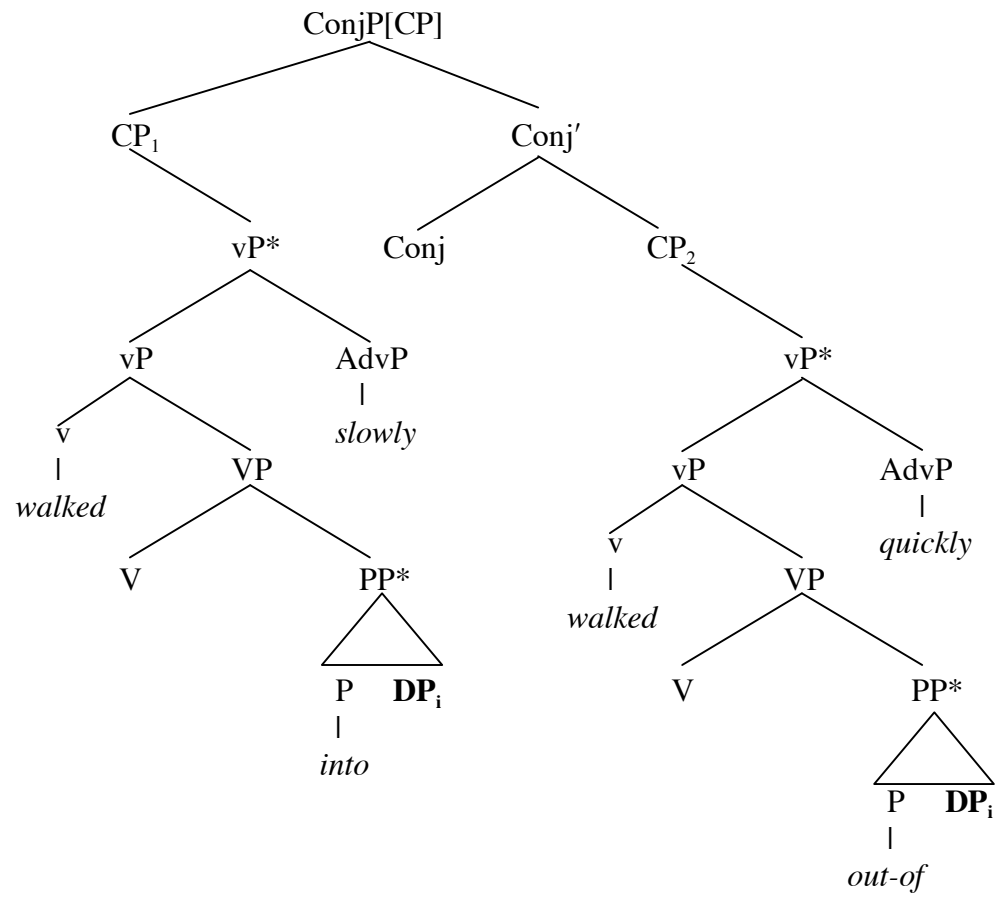 ConjP[CP]
CP₁ Conj′
vP* Conj CP₂
vP AdvP vP*
v slowly
VP vP AdvP
walked v quickly
V PP* VP
walked
P DPᵢ V PP*
into
P DPᵢ
out-of